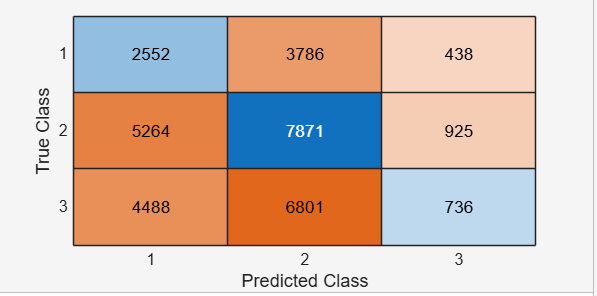 1 2552 3786 438
True Class
2 5264 7871 925
3 4488 6801 736
1 2 3
Predicted Class